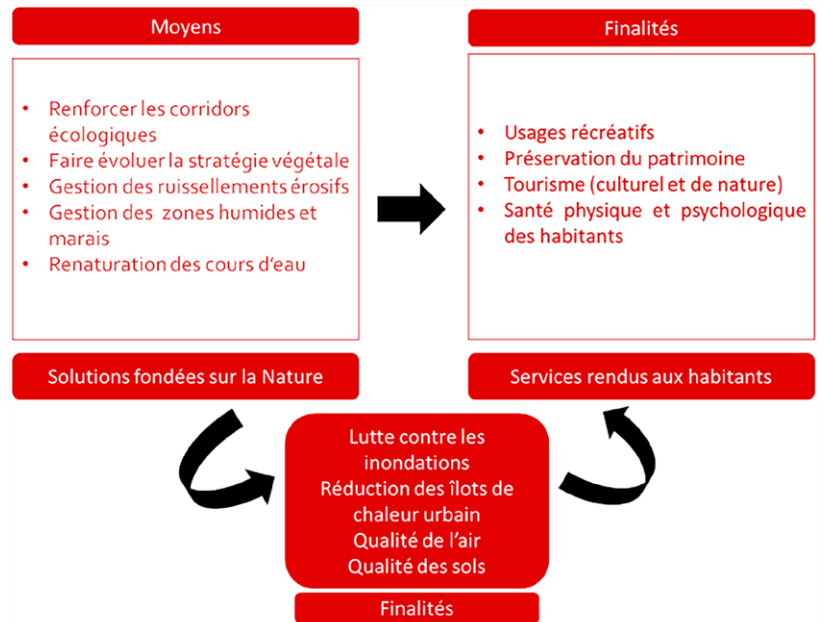 Moyens
• Renforcer les corridors
écologiques
• Faire évoluer la stratégie végétale
• Gestion des ruissellements érosifs
• Gestion des zones humides et
marais
• Renaturation des cours d'eau
Solutions fondées sur la Nature
Finalités
• Usages récréatifs
• Préservation du patrimoine
• Tourisme (culturel et de nature)
• Santé physique et psychologique
des habitants
Services rendus aux habitants
Lutte contre les
inondations
Réduction des îlots de
chaleur urbain
Qualité de l'air
Qualité des sols
Finalités